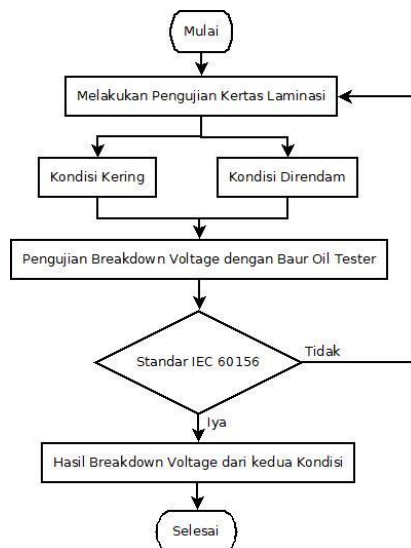 Mulai
Melakukan Pengujian Kertas Laminasi
Kondisi Kering
Kondisi Direndam
Pengujian Breakdown Voltage dengan Baur Oil Tester
Standar IEC 60156
Tidak
Iya
Hasil Breakdown Voltage dari kedua Kondisi
Selesai